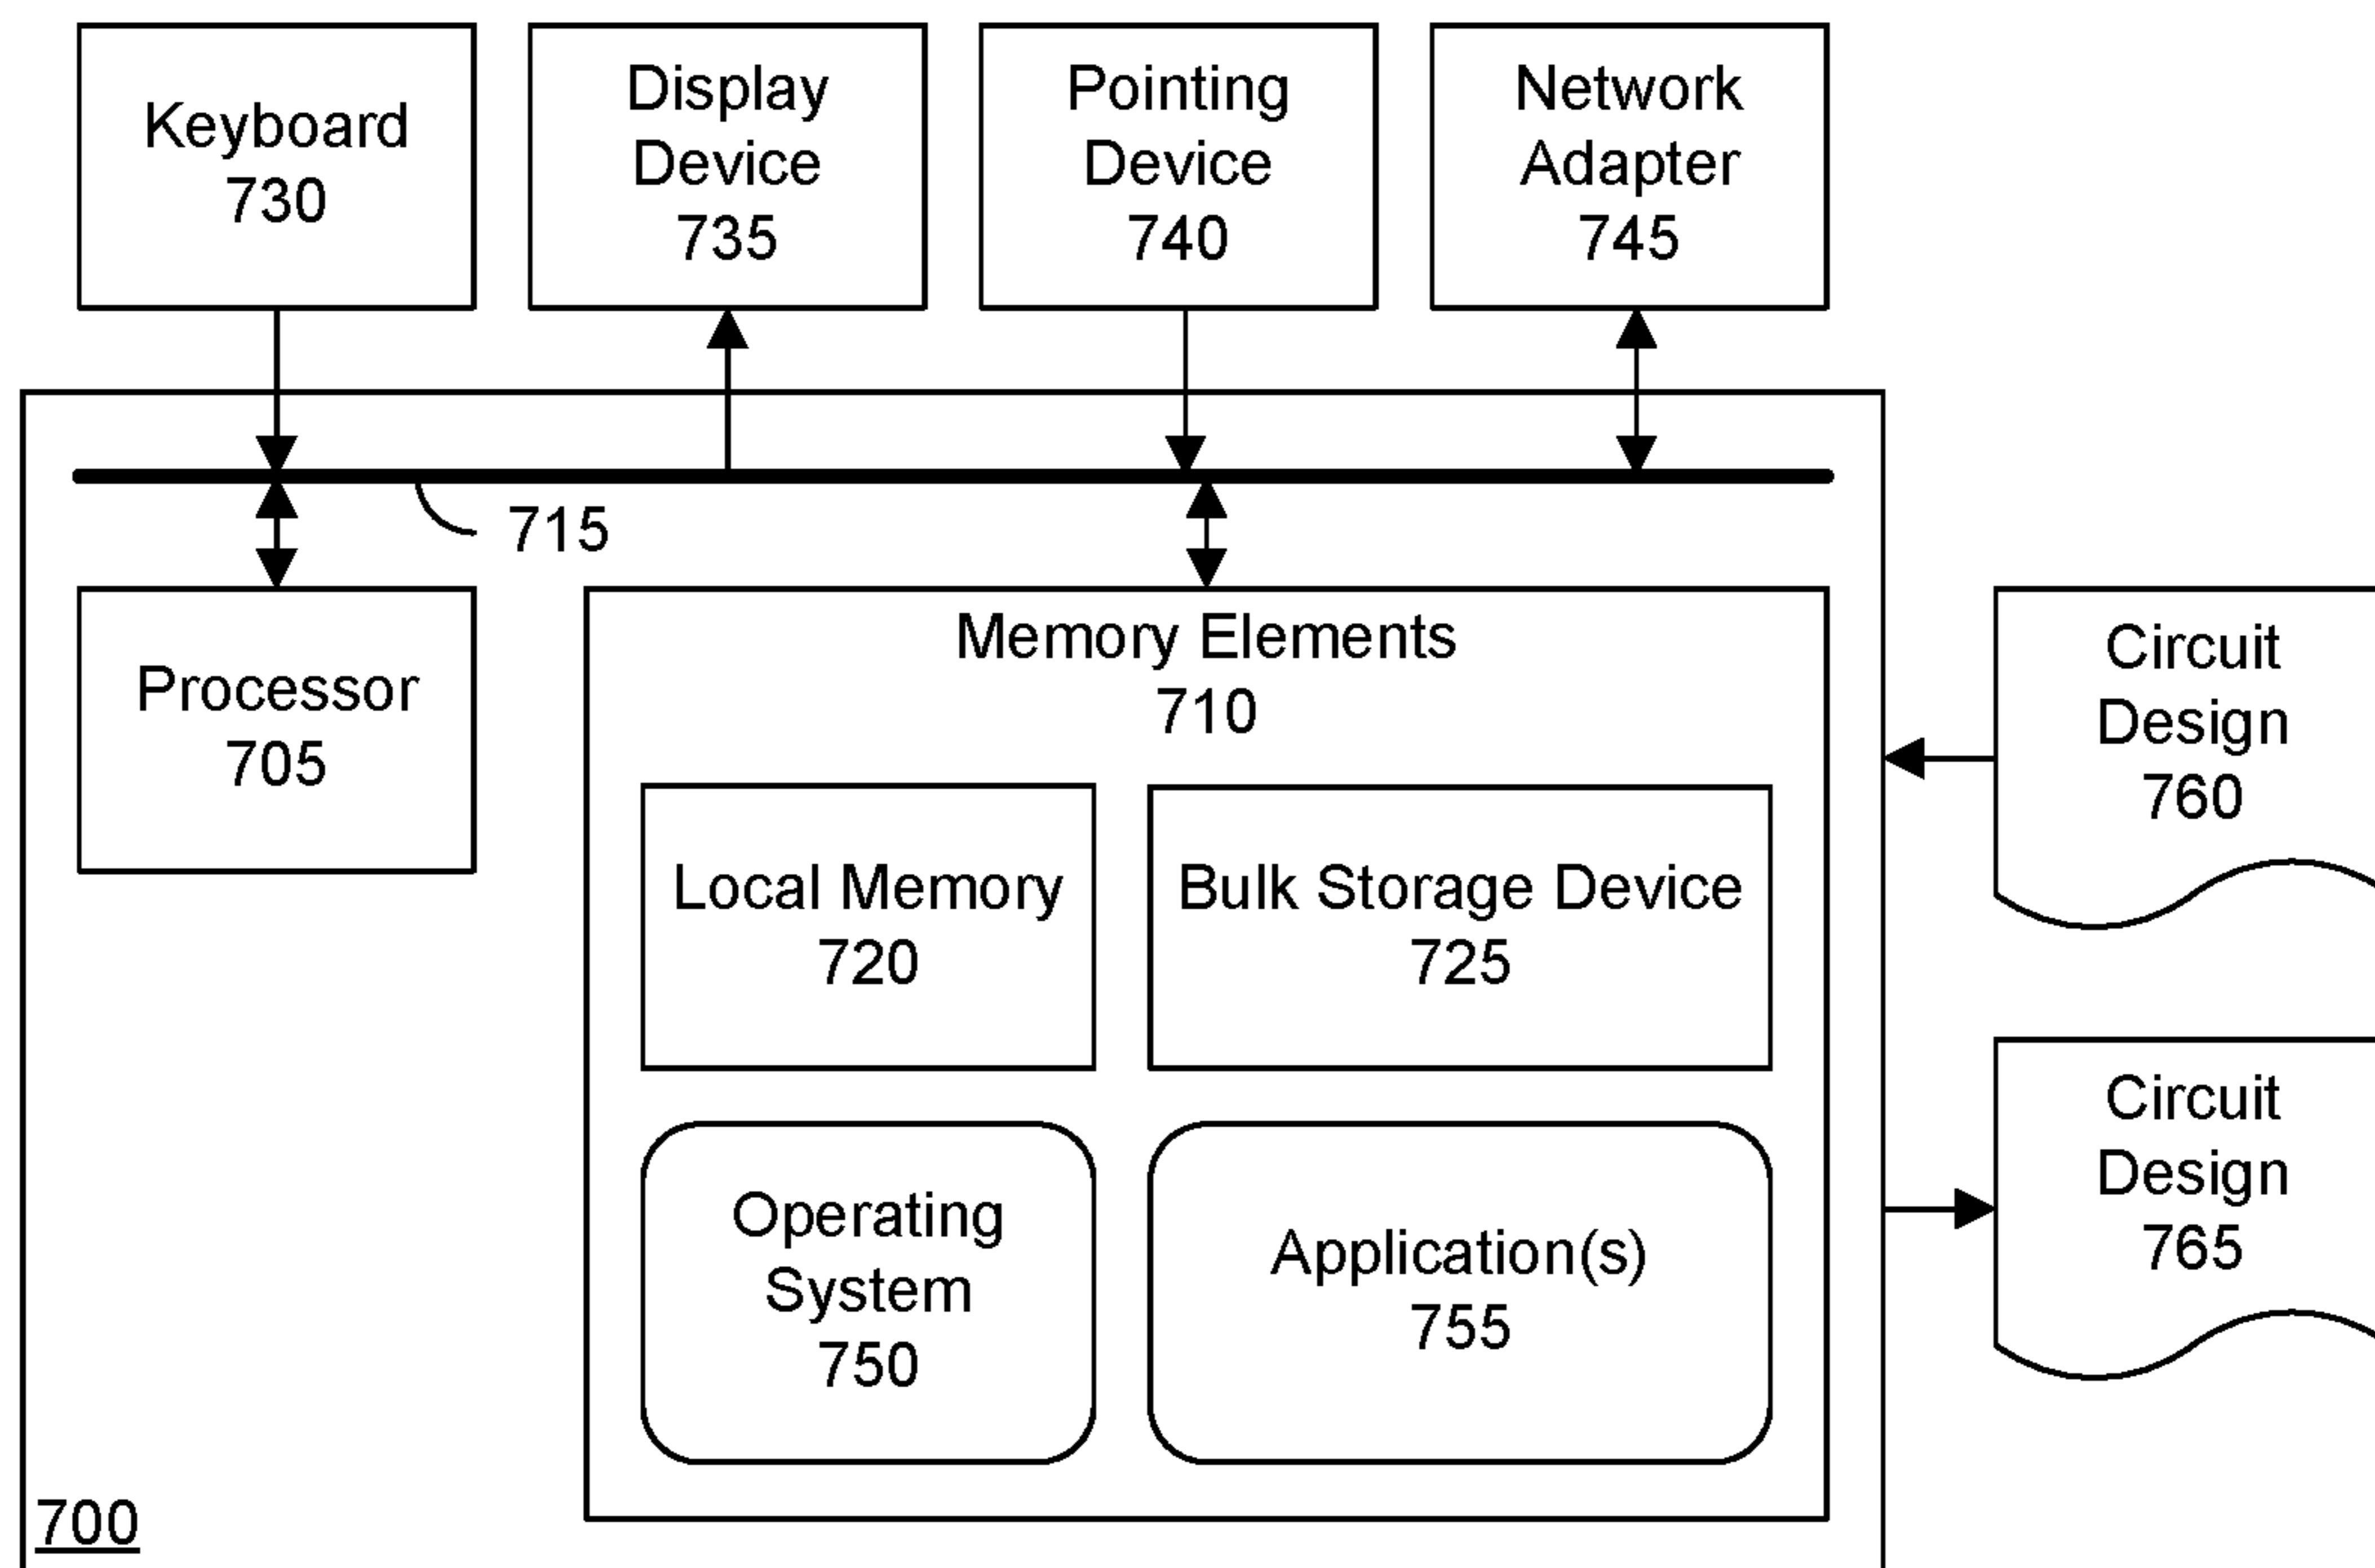 Keyboard
730
Display
Device
735
Pointing
Device
740
Network
Adapter
745
715
Processor
705
Memory Elements
710
Local Memory
720
Bulk Storage Device
725
Operating
System
750
Application(s)
755
Circuit
Design
760
Circuit
Design
765
700